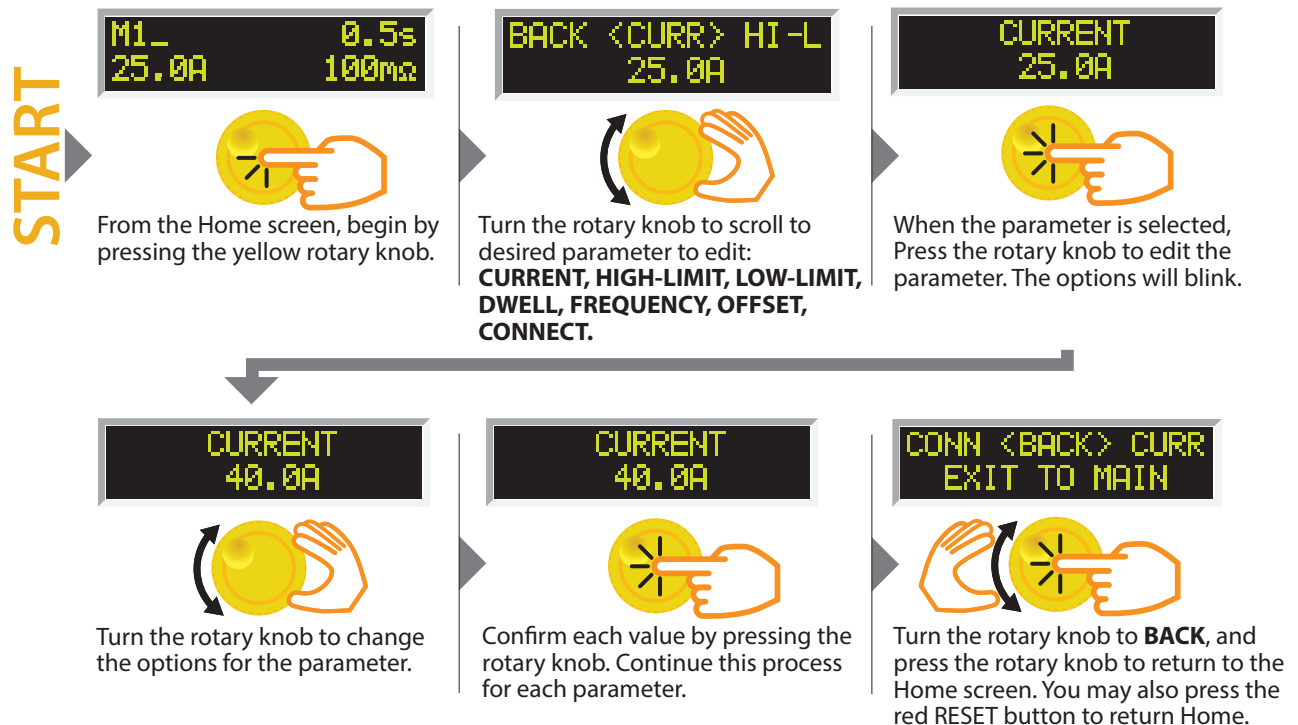 START
M1_ 0.5s
25.0A 100mΩ
From the Home screen, begin by
pressing the yellow rotary knob.
BACK <CURR> HI-L
25.0A
Turn the rotary knob to scroll to
desired parameter to edit:
CURRENT, HIGH-LIMIT, LOW-LIMIT,
DWELL, FREQUENCY, OFFSET,
CONNECT.
CURRENT
25.0A
When the parameter is selected,
Press the rotary knob to edit the
parameter. The options will blink.
CURRENT
40.0A
Turn the rotary knob to change
the options for the parameter.
CURRENT
40.0A
Confirm each value by pressing the
rotary knob. Continue this process
for each parameter.
CONN <BACK> CURR
EXIT TO MAIN
Turn the rotary knob to BACK, and
press the rotary knob to return to the
Home screen. You may also press the
red RESET button to return Home.